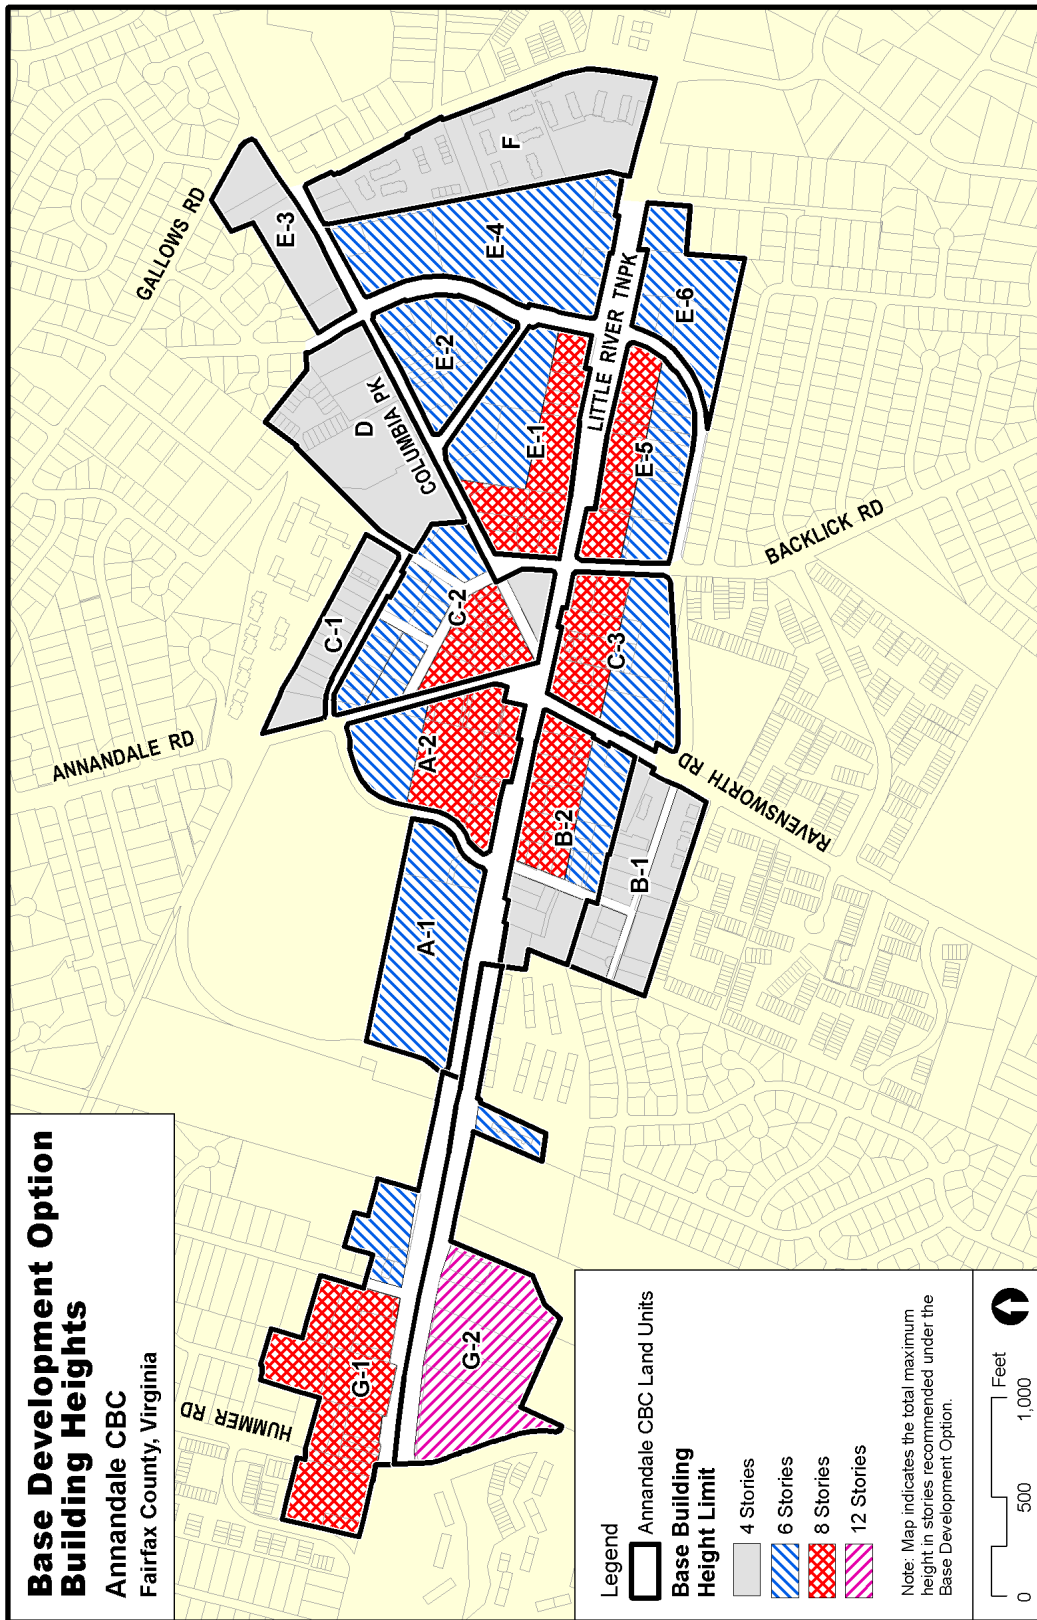 Base Development Option
Building Heights
Annandale CBC
Fairfax County, Virginia
HUMMER RD
ANNANDALE RD
GALLOWS RD
COLUMBIA PK
LITTLE RIVER TNPK
BACKLICK RD
RAVENSWORTH RD
G-1
G-2
A-1
A-2
B-1
B-2
C-1
C-2
C-3
D
E-1
E-2
E-3
E-4
E-5
E-6
F
Legend
Annandale CBC Land Units
Base Building
Height Limit
4 Stories
6 Stories
8 Stories
12 Stories
Note: Map indicates the total maximum
height in stories recommended under the
Base Development Option.
0 500 1,000
Feet